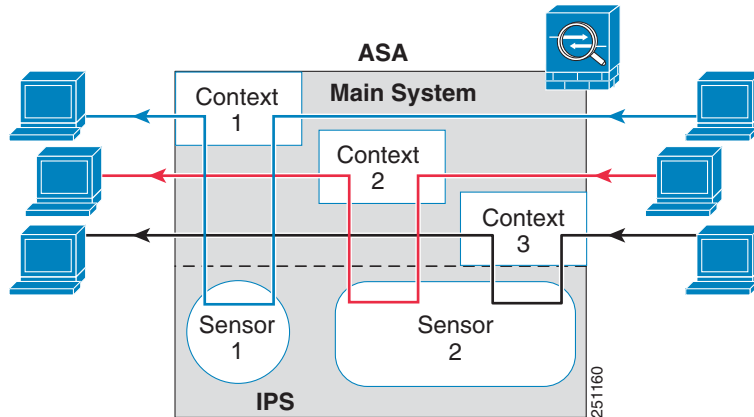 ASA
Main System
Context
1
Context
2
Context
3
Sensor
1
Sensor
2
IPS
251160